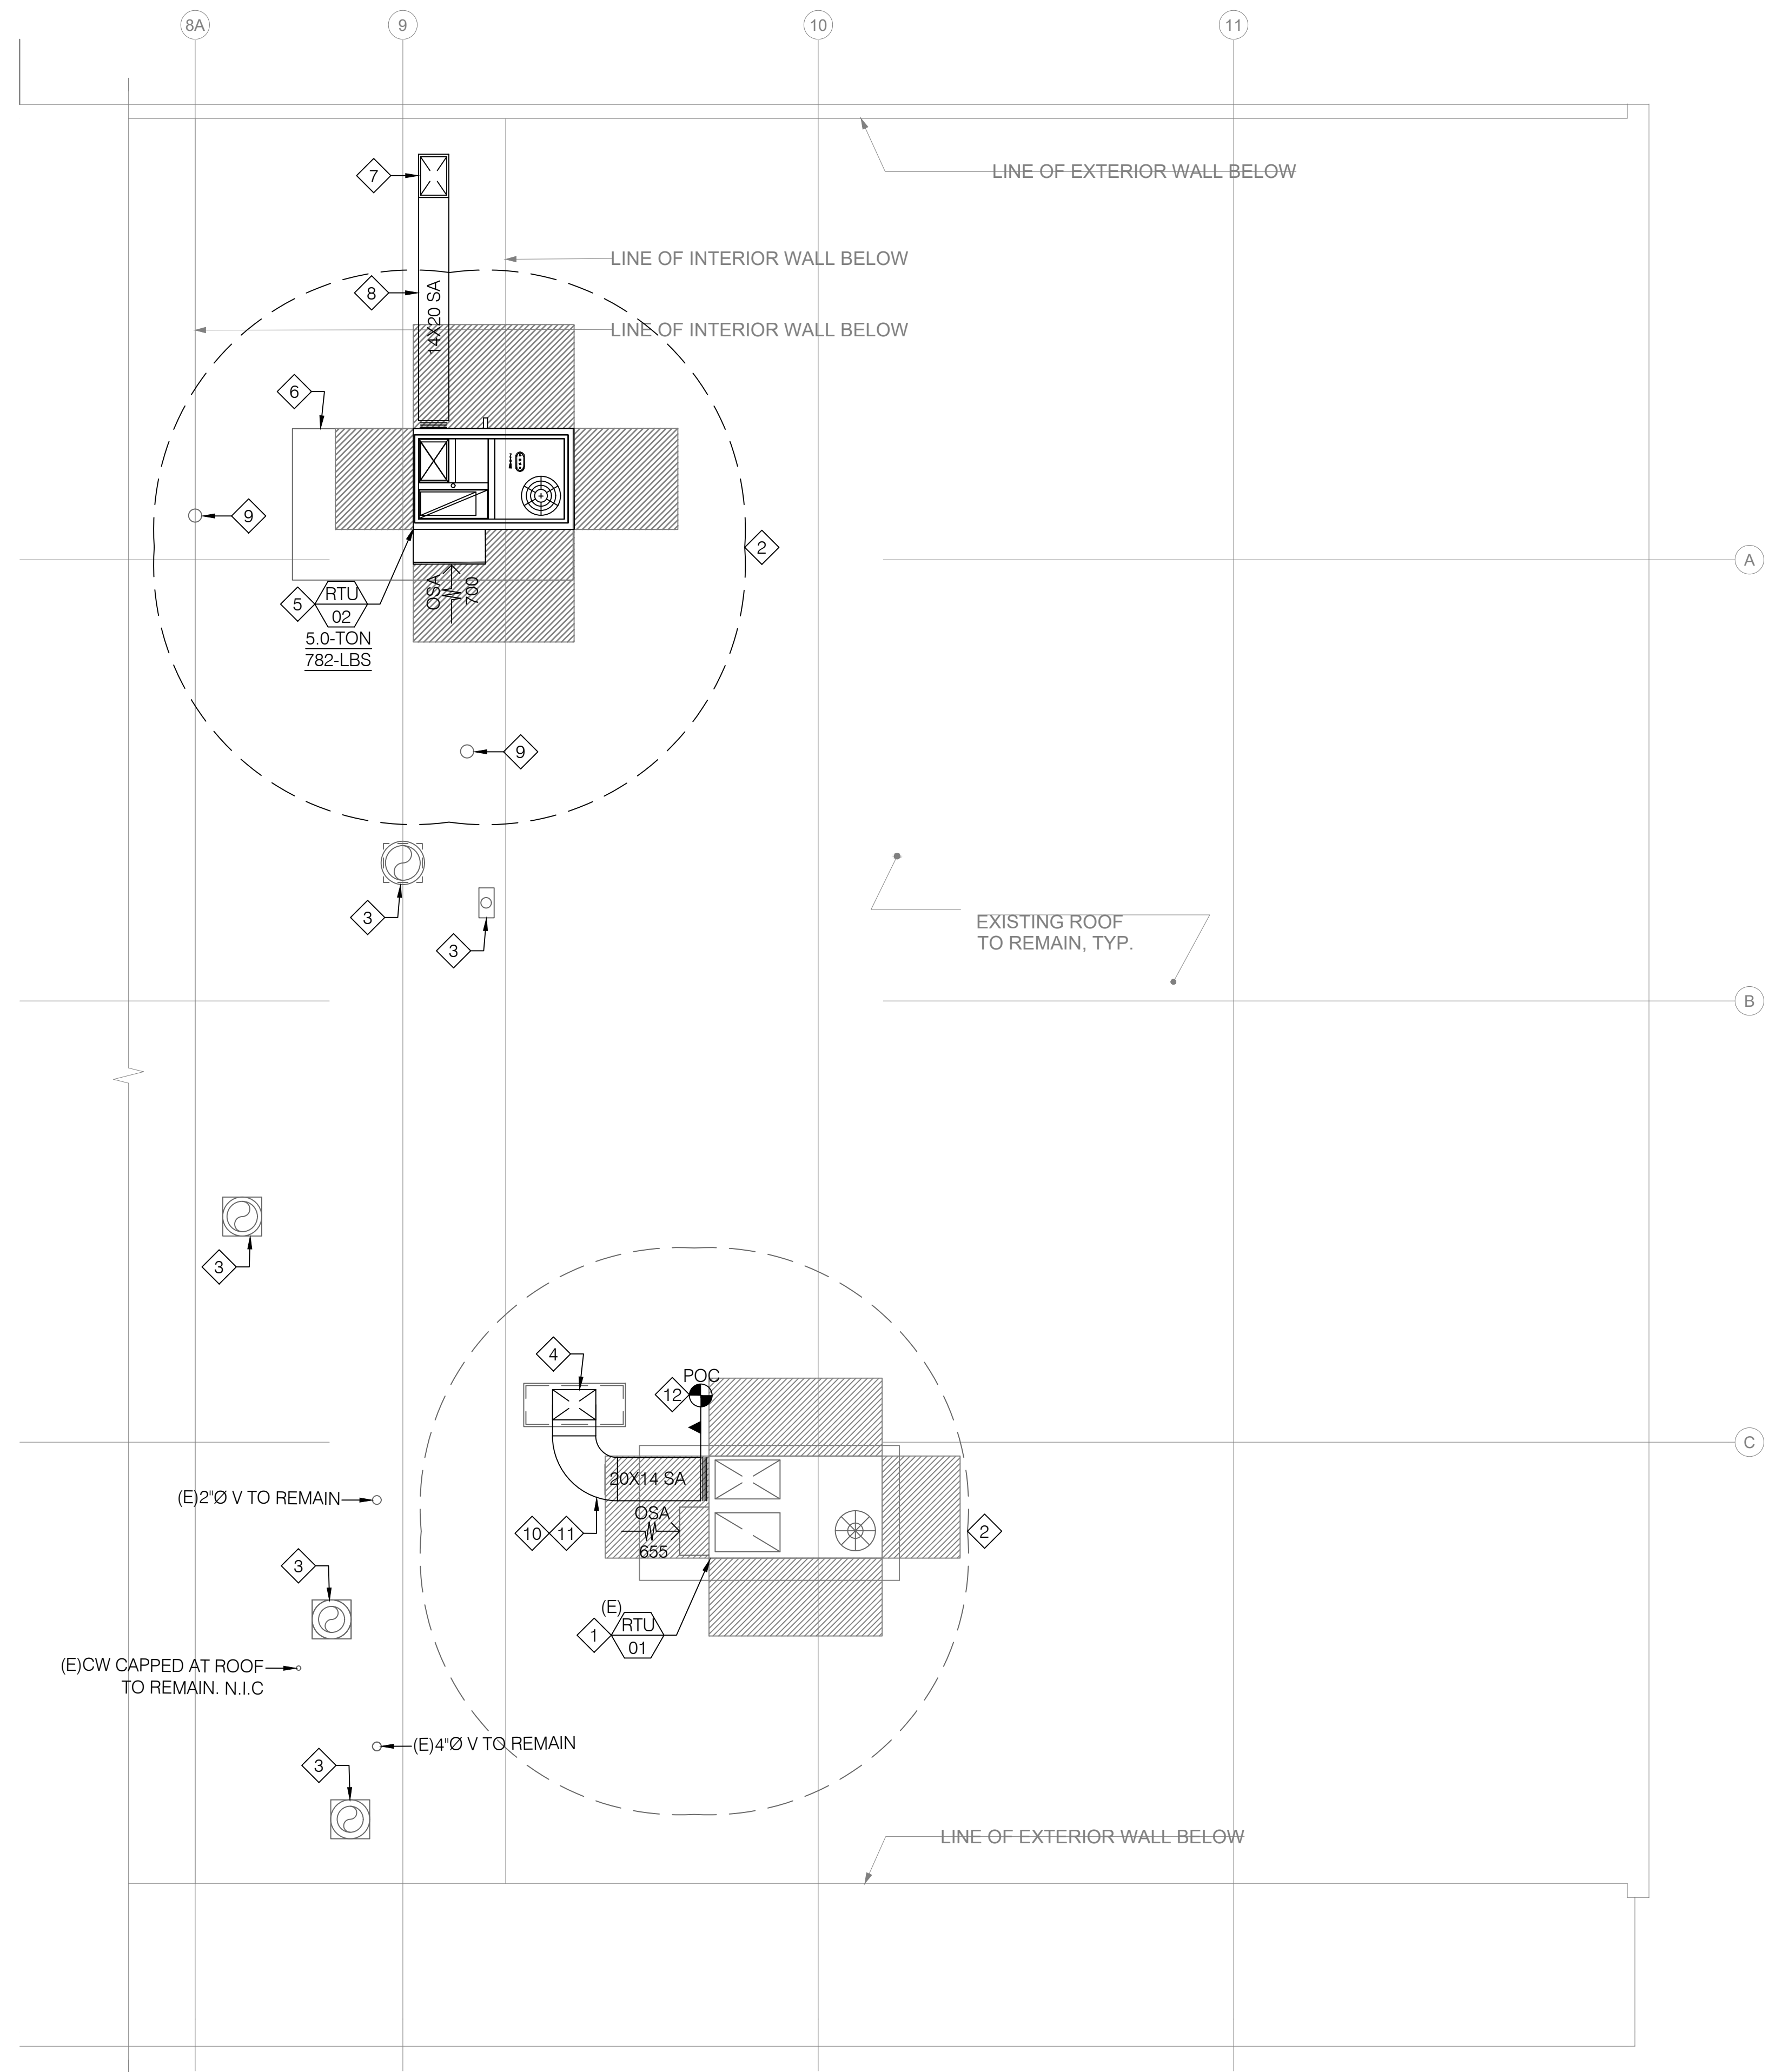 8A
9
10
11
LINE OF EXTERIOR WALL BELOW
7
LINE OF INTERIOR WALL BELOW
8
14X20 SA
LINE OF INTERIOR WALL BELOW
6
9
2
A
OSA
700
5
RTU
02
5.0-TON
782-LBS
9
3
3
EXISTING ROOF
TO REMAIN, TYP.
B
3
4
POC
12
C
20X14 SA
(E)2"Ø V TO REMAIN
OSA
655
10
11
2
3
(E)
1
RTU
01
(E)CW CAPPED AT ROOF
TO REMAIN. N.I.C
(E)4"Ø V TO REMAIN
3
LINE OF EXTERIOR WALL BELOW